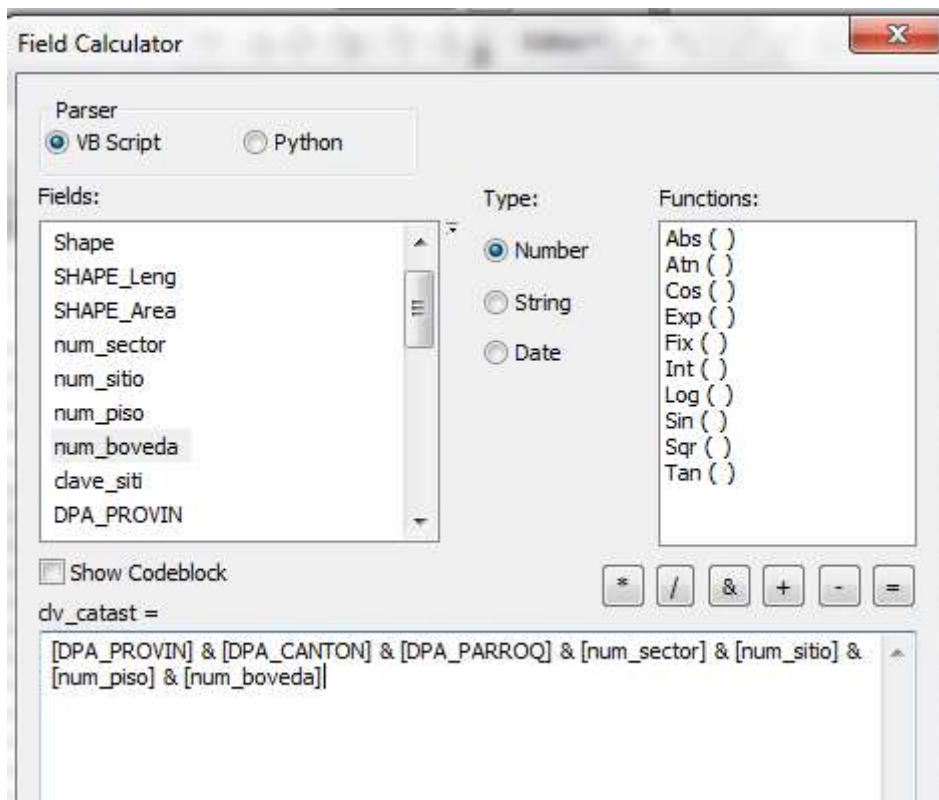 Field Calculator
Parser
VB Script
Python
Fields:
Type:
Functions:
Shape
SHAPE_Leng
SHAPE_Area
num_sector
num_sitio
num_piso
num_boveda
clave_siti
DPA_PROVIN
Number
String
Date
Abs ( )
Atn ( )
Cos ( )
Exp ( )
Fix ( )
Int ( )
Log ( )
Sin ( )
Sqr ( )
Tan ( )
Show Codeblock
* / & + - =
clv_catast =
[DPA_PROVIN] & [DPA_CANTON] & [DPA_PARROQ] & [num_sector] & [num_sitio] &
[num_piso] & [num_boveda]